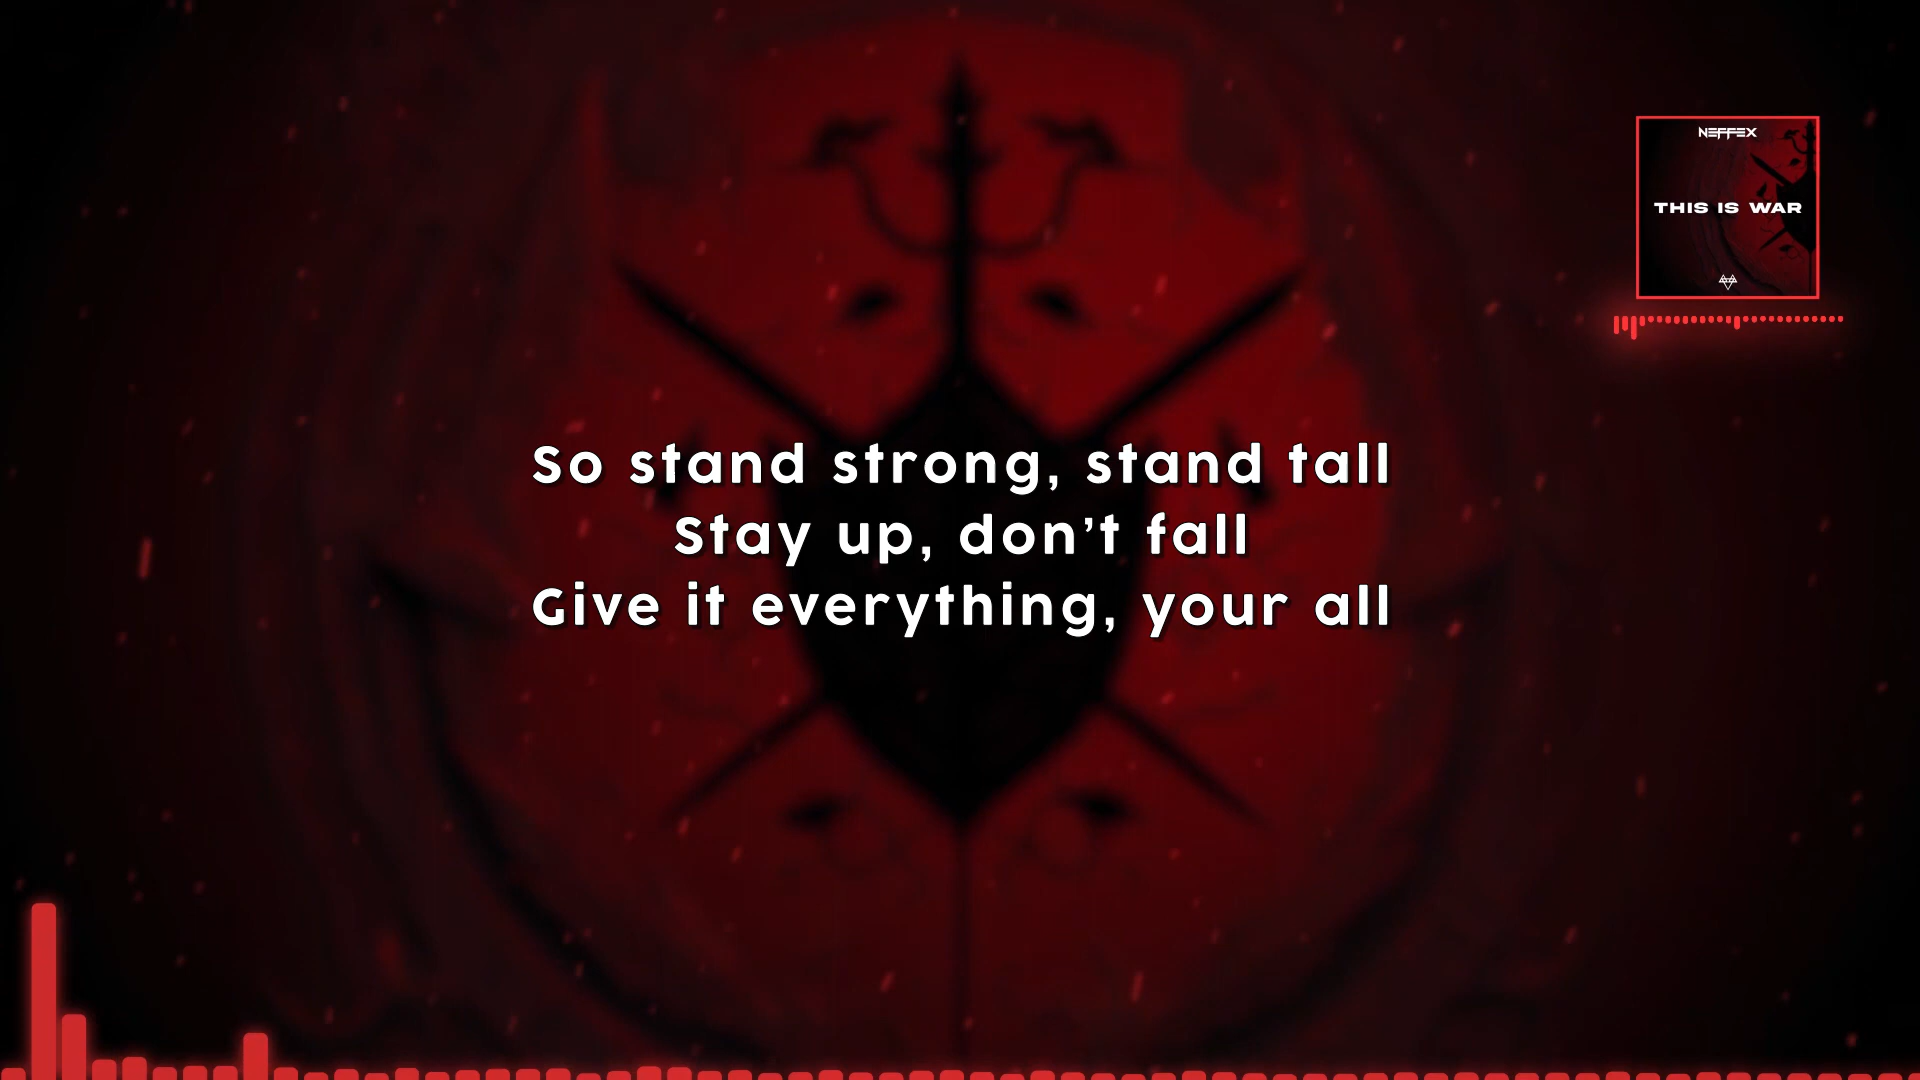 NEFFEX
THIS IS WAR
So stand strong, stand tall
Stay up, don't fall
Give it everything, your all